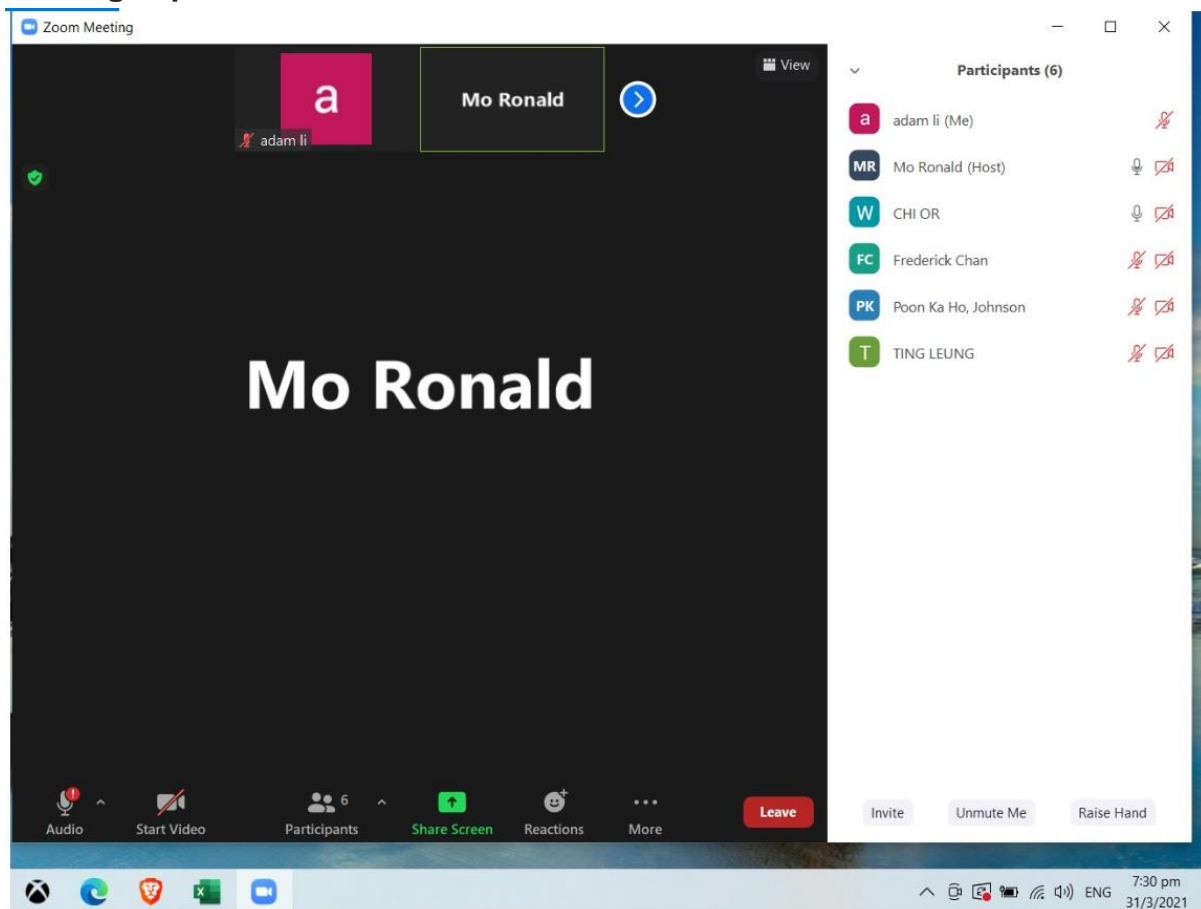 Zoom Meeting
View
a
adam li
Mo Ronald
Mo Ronald
Participants (6)
a adam li (Me)
MR Mo Ronald (Host)
W CHI OR
FC Frederick Chan
PK Poon Ka Ho, Johnson
T TING LEUNG
Audio
Start Video
6
Participants
Share Screen
Reactions
More
Leave
Invite
Unmute Me
Raise Hand
ENG
7:30 pm
31/3/2021